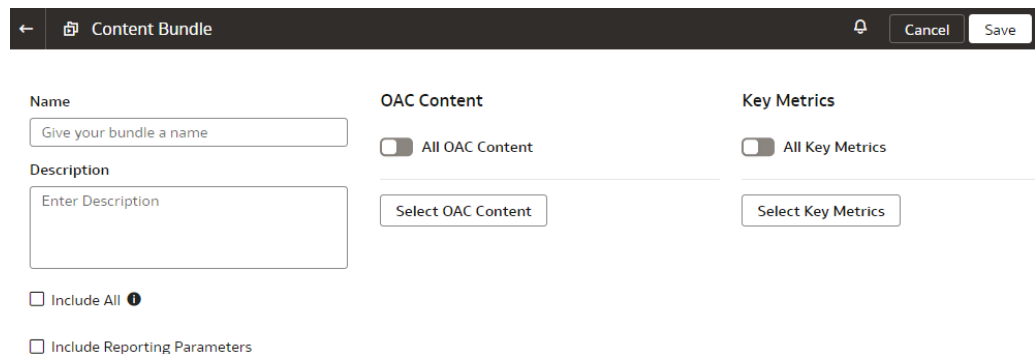 Content Bundle
Cancel
Save
Name
Give your bundle a name
Description
Enter Description
Include All
Include Reporting Parameters
OAC Content
All OAC Content
Select OAC Content
Key Metrics
All Key Metrics
Select Key Metrics